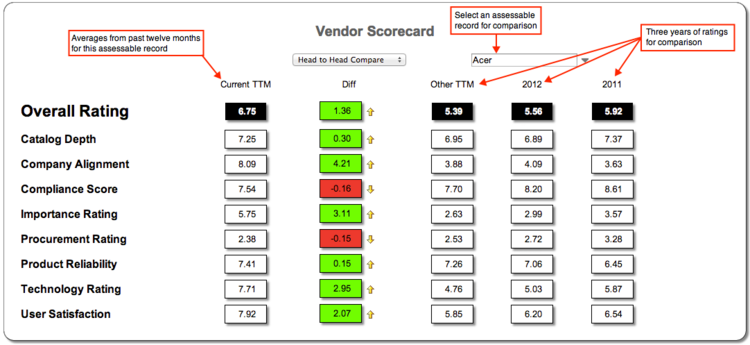 Vendor Scorecard
Select an assessable
record for comparison
Averages from past twelve months
for this assessable record
Three years of ratings
for comparison
Head to Head Compare
Acer
Current TTM Diff Other TTM 2012 2011
Overall Rating 6.75 1.36 5.39 5.56 5.92
Catalog Depth 7.25 0.30 6.95 6.89 7.37
Company Alignment 8.09 4.21 3.88 4.09 3.63
Compliance Score 7.54 -0.16 7.70 8.20 8.61
Importance Rating 5.75 3.11 2.63 2.99 3.57
Procurement Rating 2.38 -0.15 2.53 2.72 3.28
Product Reliability 7.41 0.15 7.26 7.06 6.45
Technology Rating 7.71 2.95 4.76 5.03 5.87
User Satisfaction 7.92 2.07 5.85 6.20 6.54